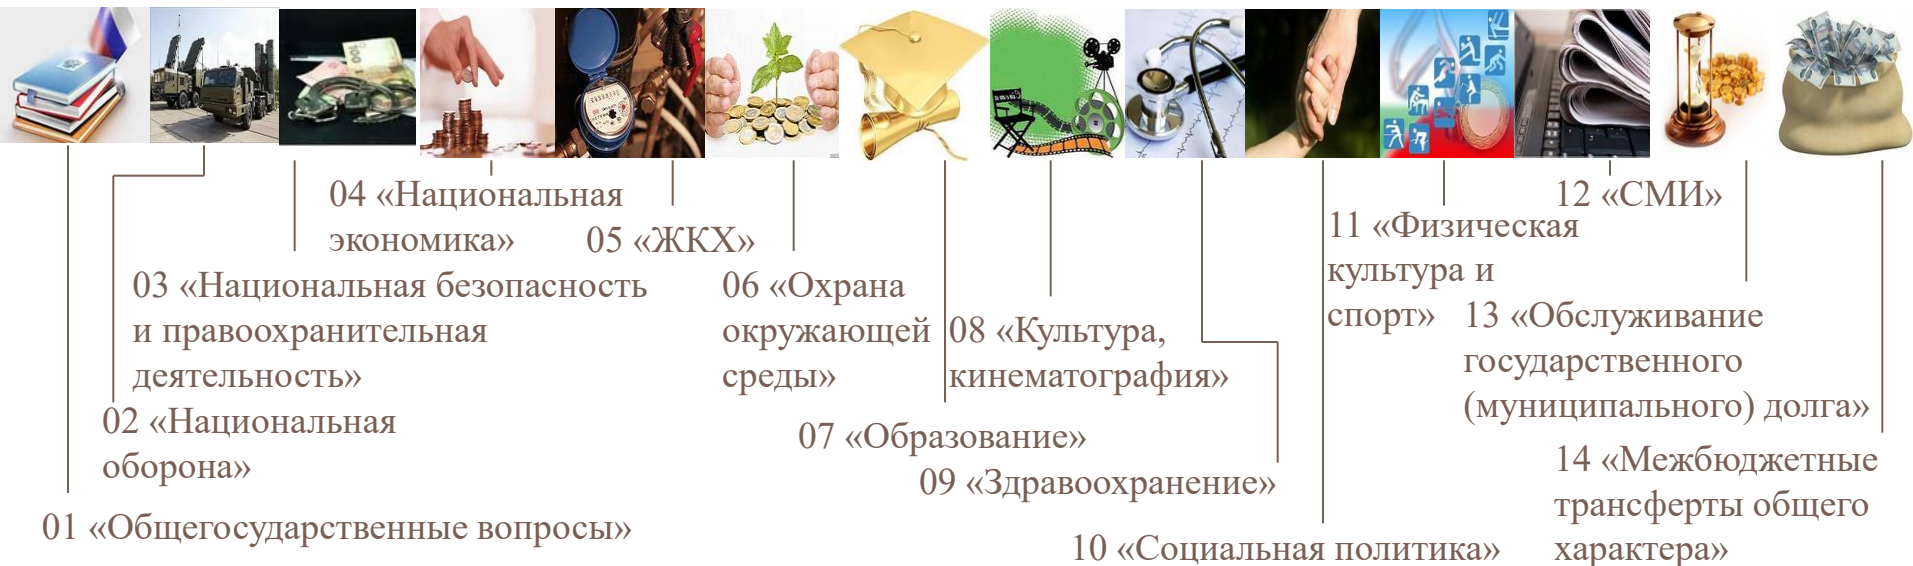 01 «Общегосударственные вопросы»
02 «Национальная
оборона»
03 «Национальная безопасность
и правоохранительная
деятельность»
04 «Национальная
экономика»
05 «ЖКХ»
06 «Охрана
окружающей
среды»
07 «Образование»
08 «Культура,
кинематография»
09 «Здравоохранение»
10 «Социальная политика»
11 «Физическая
культура и
спорт»
12 «СМИ»
13 «Обслуживание
государственного
(муниципального) долга»
14 «Межбюджетные
трансферты общего
характера»